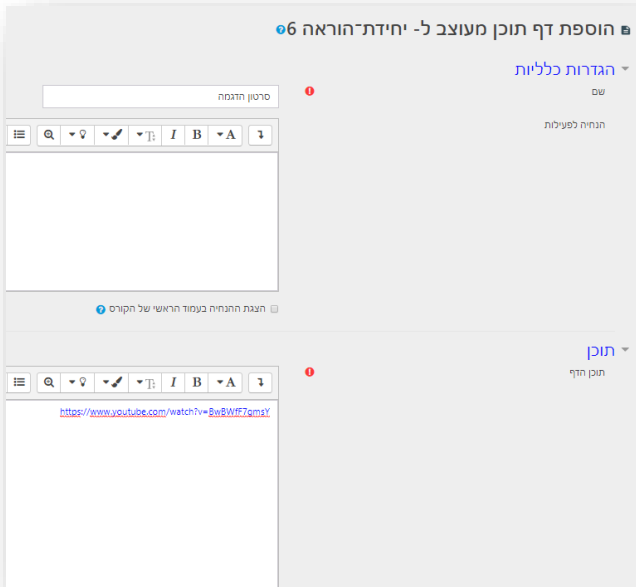 הוספת דף תוכן מעוצב ל- יחידת־הוראה 6
הגדרות כלליות
שם
סרטון הדגמה
הנחיה לפעילות
A B I T
הצגת ההנחיה בעמוד הראשי של הקורס
תוכן
תוכן הדף
A B I T
https://www.youtube.com/watch?v=BwBWfF7qmsY